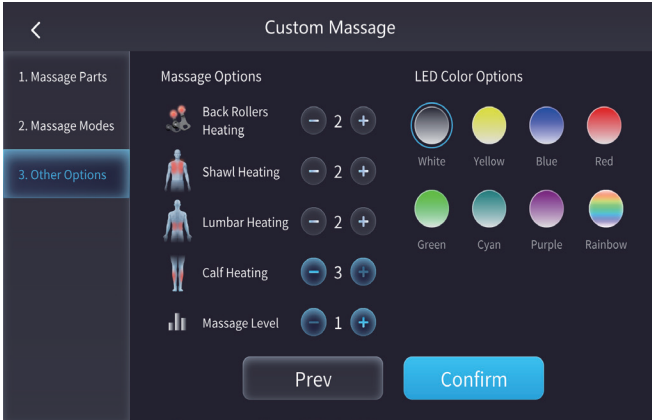 Custom Massage
1. Massage Parts
2. Massage Modes
3. Other Options
Massage Options
Back Rollers
Heating
− 2 +
Shawl Heating
− 2 +
Lumbar Heating
− 2 +
Calf Heating
− 3 +
Massage Level
− 1 +
LED Color Options
White
Yellow
Blue
Red
Green
Cyan
Purple
Rainbow
Prev
Confirm